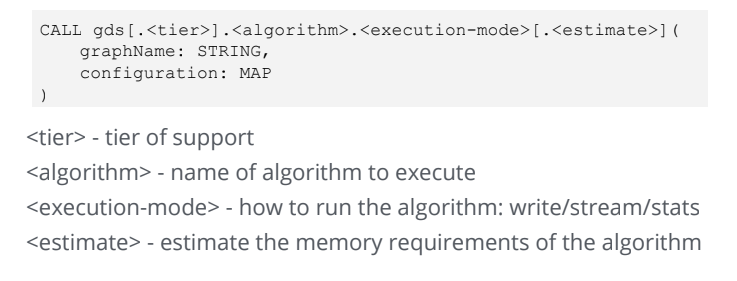 CALL gds[.<tier>].<algorithm>.<execution-mode>[.<estimate>](
    graphName: STRING,
    configuration: MAP
)
<tier> - tier of support
<algorithm> - name of algorithm to execute
<execution-mode> - how to run the algorithm: write/stream/stats
<estimate> - estimate the memory requirements of the algorithm